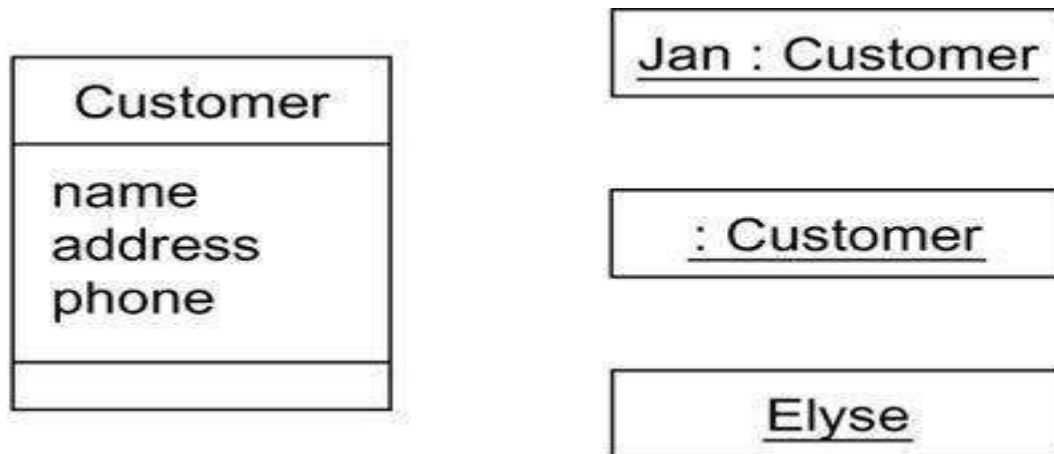 Customer
name
address
phone
Jan : Customer
: Customer
Elyse